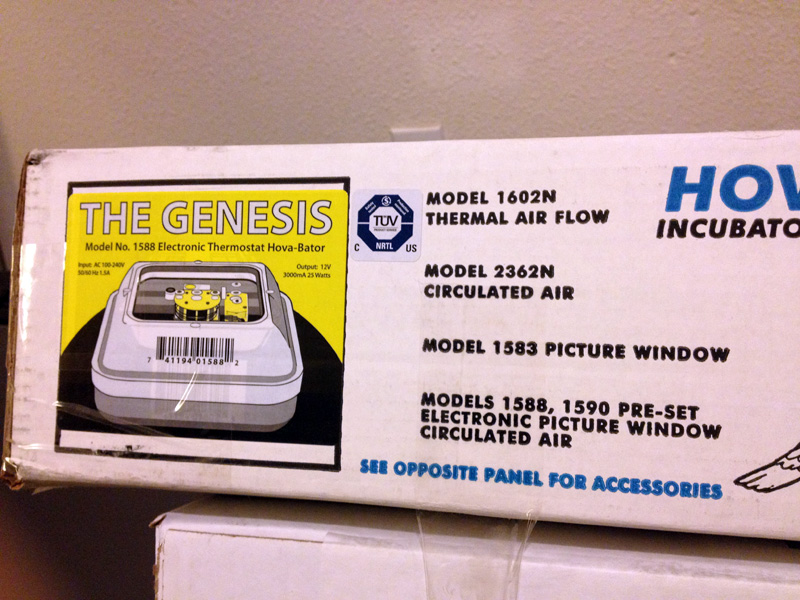 THE GENESIS
Model No. 1588 Electronic Thermostat Hova-Bator
Input: AC 100-240V
50/60 Hz 1.5A
Output: 12V
3000mA 25 Watts
7 41194 01588 2
TÜV
C NRTL US
MODEL 1602N
THERMAL AIR FLOW
MODEL 2362N
CIRCULATED AIR
MODEL 1583 PICTURE WINDOW
MODELS 1588, 1590 PRE-SET
ELECTRONIC PICTURE WINDOW
CIRCULATED AIR
SEE OPPOSITE PANEL FOR ACCESSORIES
HOV
INCUBATO